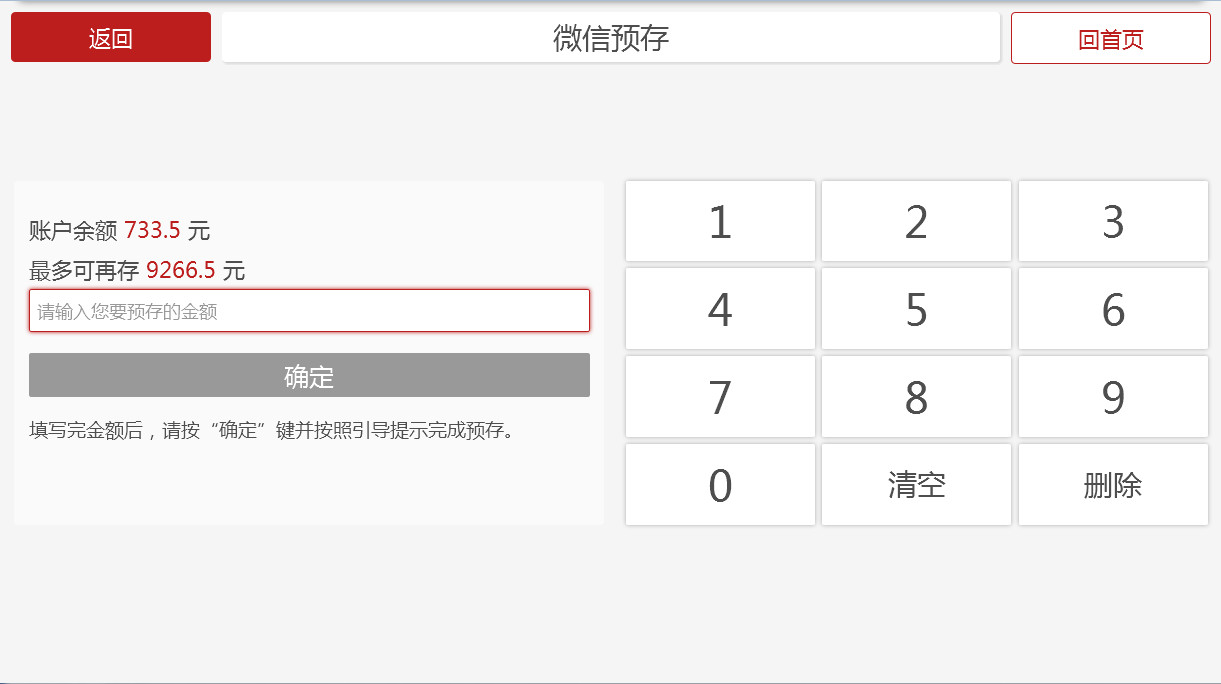 返回
微信预存
回首页
账户余额 733.5 元
最多可再存 9266.5 元
请输入您要预存的金额
确定
填写完金额后，请按“确定”键并按照引导提示完成预存。
1
2
3
4
5
6
7
8
9
0
清空
删除